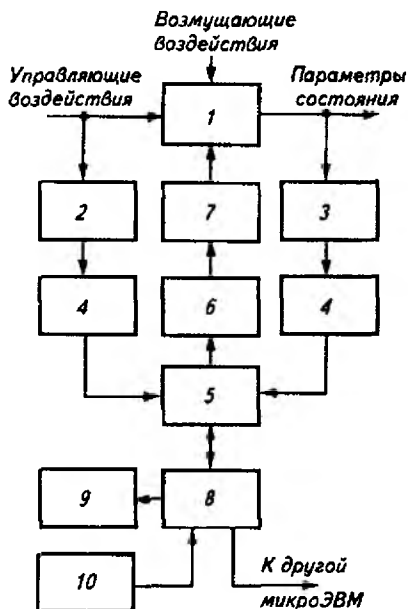 Возмущающие
воздействия
Управляющие
воздействия
Параметры
состояния
1
2
7
3
4
6
4
5
9
8
10
К другой
микроЭВМ